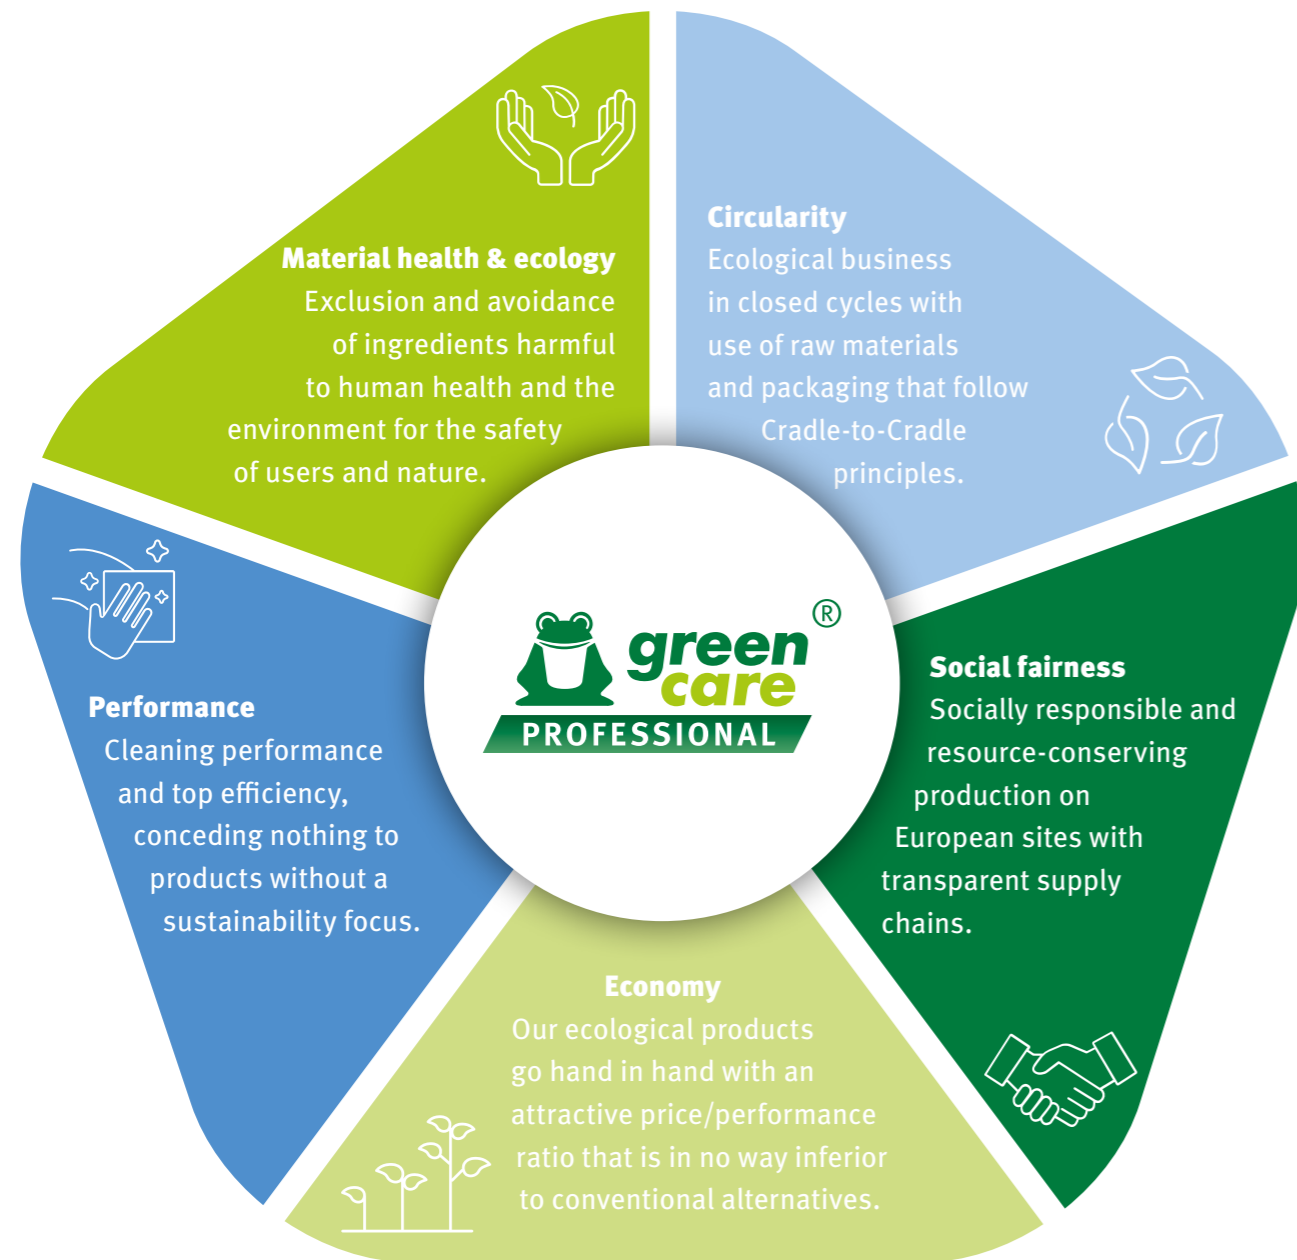 Material health & ecology
Exclusion and avoidance
of ingredients harmful
to human health and the
environment for the safety
of users and nature.
Circularity
Ecological business
in closed cycles with
use of raw materials
and packaging that follow
Cradle-to-Cradle
principles.
green ®
care
PROFESSIONAL
Social fairness
Socially responsible and
resource-conserving
production on
European sites with
transparent supply
chains.
Performance
Cleaning performance
and top efficiency,
conceding nothing to
products without a
sustainability focus.
Economy
Our ecological products
go hand in hand with an
attractive price/performance
ratio that is in no way inferior
to conventional alternatives.